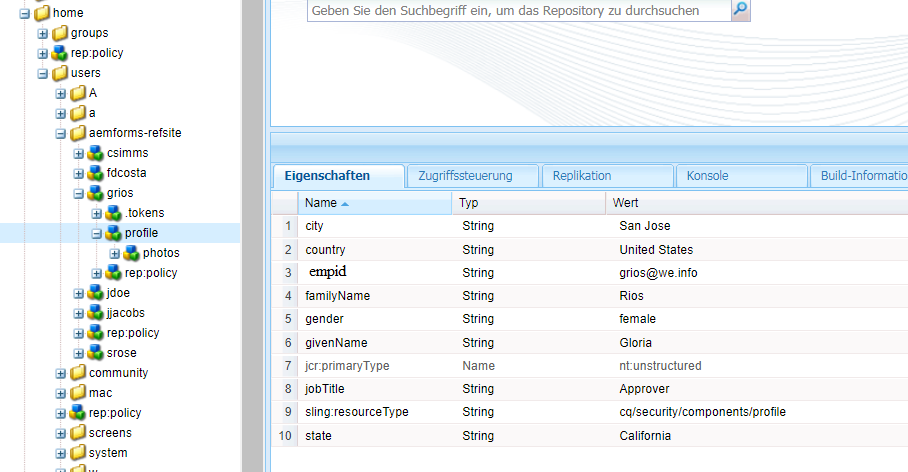 home
groups
rep:policy
users
A
a
aemforms-refsite
csimms
fdcosta
grios
.tokens
profile
photos
rep:policy
jdoe
jjacobs
rep:policy
srose
community
mac
rep:policy
screens
system
Geben Sie den Suchbegriff ein, um das Repository zu durchsuchen
Eigenschaften Zugriffssteuerung Replikation Konsole Build-Informatio
Name Typ Wert
1 city String San Jose
2 country String United States
3 empid String grios@we.info
4 familyName String Rios
5 gender String female
6 givenName String Gloria
7 jcr:primaryType Name nt:unstructured
8 jobTitle String Approver
9 sling:resourceType String cq/security/components/profile
10 state String California